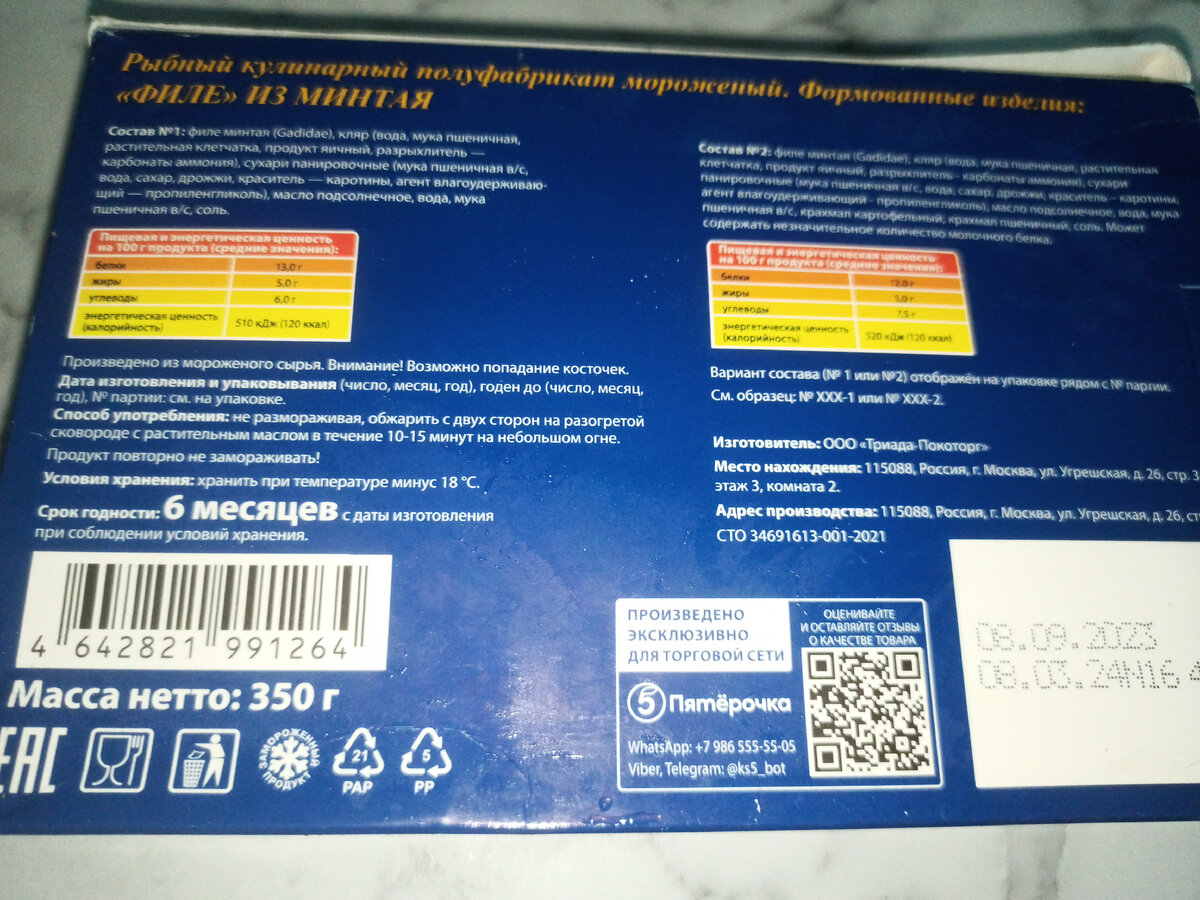 Рыбный кулинарный полуфабрикат мороженый. Формованные изделия:
«ФИЛЕ» ИЗ МИНТАЯ
Состав №1: филе минтая (Gadidae), кляр (вода, мука пшеничная,
растительная клетчатка, продукт яичный, разрыхлитель —
карбонаты аммония), сухари панировочные (мука пшеничная в/с,
вода, сахар, дрожжи, краситель — каротины, агент влагоудерживаю-
щий — пропиленгликоль), масло подсолнечное, вода, мука
пшеничная в/с, соль.
Пищевая и энергетическая ценность
на 100 г продукта (средние значения):
белки 13,0 г
жиры 5,0 г
углеводы 6,0 г
энергетическая ценность
(калорийность) 510 кДж (120 ккал)
Произведено из мороженого сырья. Внимание! Возможно попадание косточек.
Дата изготовления и упаковывания (число, месяц, год), годен до (число, месяц,
год), № партии: см. на упаковке.
Способ употребления: не размораживая, обжарить с двух сторон на разогретой
сковороде с растительным маслом в течение 10-15 минут на небольшом огне.
Продукт повторно не замораживать!
Условия хранения: хранить при температуре минус 18 °С.
Срок годности: 6 месяцев с даты изготовления
при соблюдении условий хранения.
4 642821 991264
Масса нетто: 350 г
EAC
ЗАМОРОЖЕННЫЙ ПРОДУКТ
21
PAP
5
PP
Состав №2: филе минтая (Gadidae), кляр (вода, мука пшеничная, растительная
клетчатка, продукт яичный, разрыхлитель - карбонаты аммония), сухари
панировочные (мука пшеничная в/с, вода, сахар, дрожжи, краситель - каротины,
агент влагоудерживающий - пропиленгликоль), масло подсолнечное, вода, мука
пшеничная в/с, крахмал картофельный, крахмал пшеничный, соль. Может
содержать незначительное количество молочного белка.
Пищевая и энергетическая ценность
на 100 г продукта (средние значения):
белки 12,0 г
жиры 5,0 г
углеводы 7,5 г
энергетическая ценность
(калорийность) 520 кДж (120 ккал)
Вариант состава (№ 1 или №2) отображён на упаковке рядом с № партии.
См. образец: № ХХХ-1 или № ХХХ-2.
Изготовитель: ООО «Триада-Покоторг»
Место нахождения: 115088, Россия, г. Москва, ул. Угрешская, д. 26, стр. 3
этаж 3, комната 2.
Адрес производства: 115088, Россия, г. Москва, ул. Угрешская, д. 26,
СТО 34691613-001-2021
ПРОИЗВЕДЕНО
ЭКСКЛЮЗИВНО
ДЛЯ ТОРГОВОЙ СЕТИ
5 Пятёрочка
WhatsApp: +7 986 555-55-05
Viber, Telegram: @ks5_bot
ОЦЕНИВАЙТЕ
И ОСТАВЛЯЙТЕ ОТЗЫВЫ
О КАЧЕСТВЕ ТОВАРА
08.09.2023
08.03.24N16 4